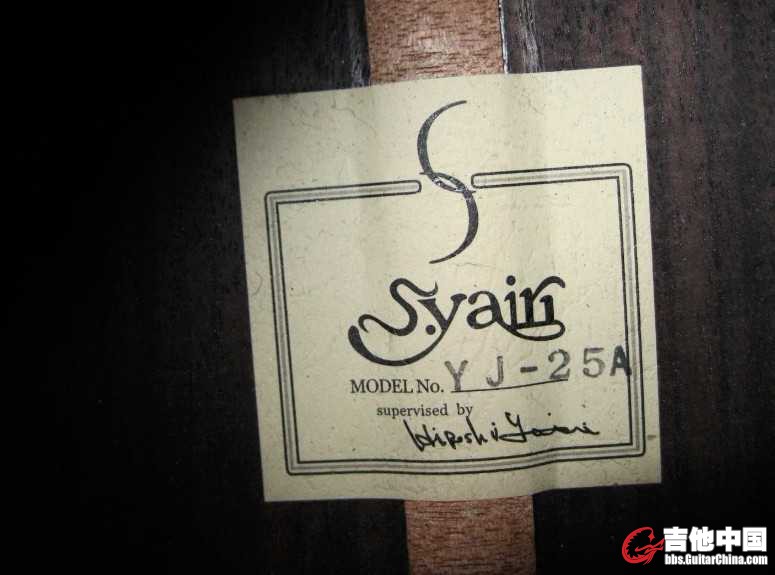 S.yairi
MODEL No. YJ-25A
supervised by
Hiroshi Yairi
吉他中国
bbs.GuitarChina.com